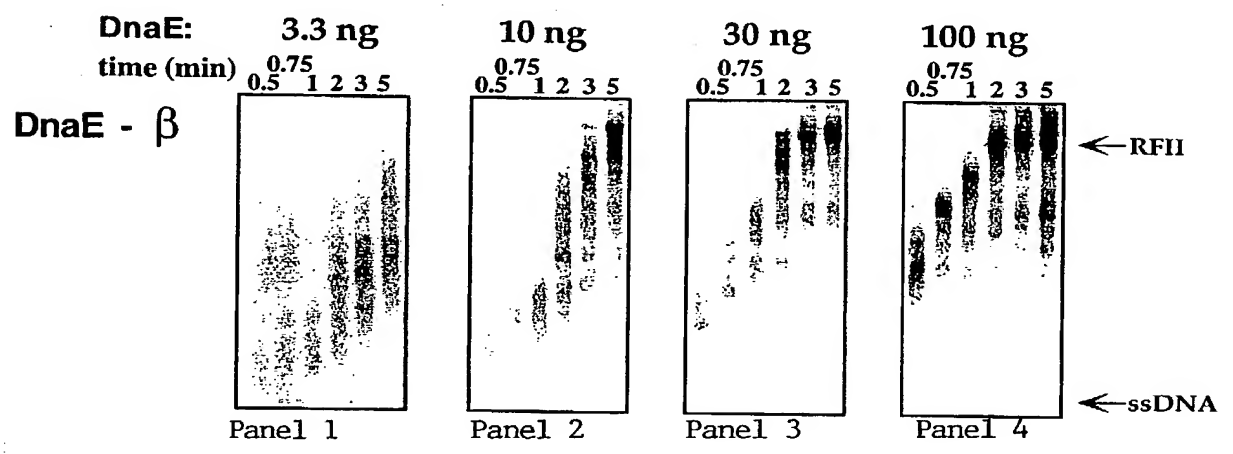 DnaE: 3.3 ng 10 ng 30 ng 100 ng
time (min) 0.5 0.75 1 2 3 5 0.5 0.75 1 2 3 5 0.5 0.75 1 2 3 5 0.5 0.75 1 2 3 5
DnaE - β
RFII
ssDNA
Panel 1 Panel 2 Panel 3 Panel 4